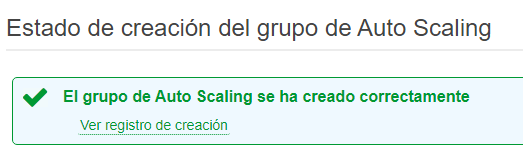 Estado de creación del grupo de Auto Scaling
El grupo de Auto Scaling se ha creado correctamente
Ver registro de creación